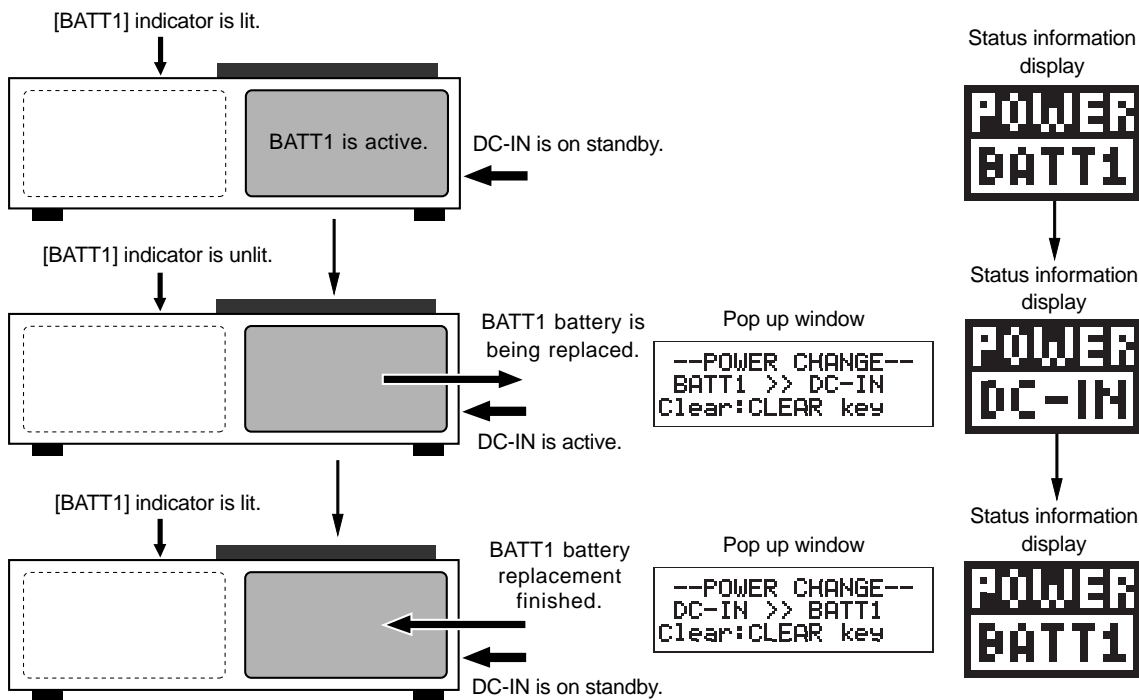 [BATT1] indicator is lit.
BATT1 is active.
DC-IN is on standby.
Status information
display
POWER
BATT1
[BATT1] indicator is unlit.
BATT1 battery is
being replaced.
DC-IN is active.
Pop up window
--POWER CHANGE--
BATT1 >> DC-IN
Clear:CLEAR key
Status information
display
POWER
DC-IN
[BATT1] indicator is lit.
BATT1 battery
replacement
finished.
DC-IN is on standby.
Pop up window
--POWER CHANGE--
DC-IN >> BATT1
Clear:CLEAR key
Status information
display
POWER
BATT1